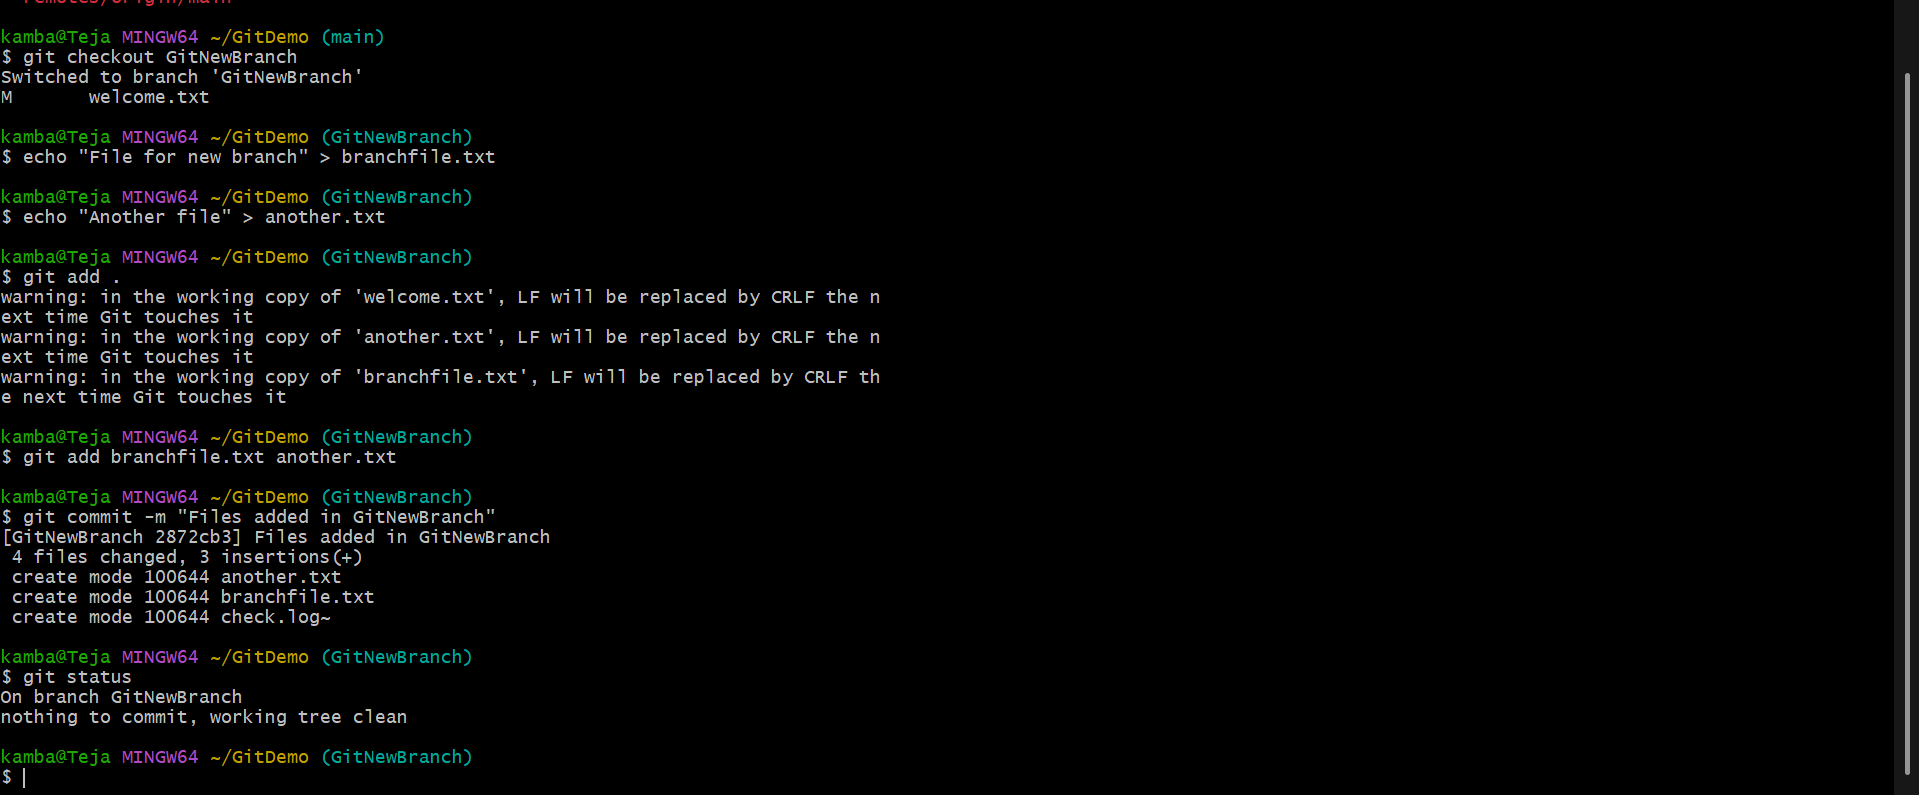 remotes/origin/main
kamba@Teja MINGW64 ~/GitDemo (main)
$ git checkout GitNewBranch
Switched to branch 'GitNewBranch'
M       welcome.txt
kamba@Teja MINGW64 ~/GitDemo (GitNewBranch)
$ echo "File for new branch" > branchfile.txt
kamba@Teja MINGW64 ~/GitDemo (GitNewBranch)
$ echo "Another file" > another.txt
kamba@Teja MINGW64 ~/GitDemo (GitNewBranch)
$ git add .
warning: in the working copy of 'welcome.txt', LF will be replaced by CRLF the n
ext time Git touches it
warning: in the working copy of 'another.txt', LF will be replaced by CRLF the n
ext time Git touches it
warning: in the working copy of 'branchfile.txt', LF will be replaced by CRLF th
e next time Git touches it
kamba@Teja MINGW64 ~/GitDemo (GitNewBranch)
$ git add branchfile.txt another.txt
kamba@Teja MINGW64 ~/GitDemo (GitNewBranch)
$ git commit -m "Files added in GitNewBranch"
[GitNewBranch 2872cb3] Files added in GitNewBranch
 4 files changed, 3 insertions(+)
 create mode 100644 another.txt
 create mode 100644 branchfile.txt
 create mode 100644 check.log~
kamba@Teja MINGW64 ~/GitDemo (GitNewBranch)
$ git status
On branch GitNewBranch
nothing to commit, working tree clean
kamba@Teja MINGW64 ~/GitDemo (GitNewBranch)
$